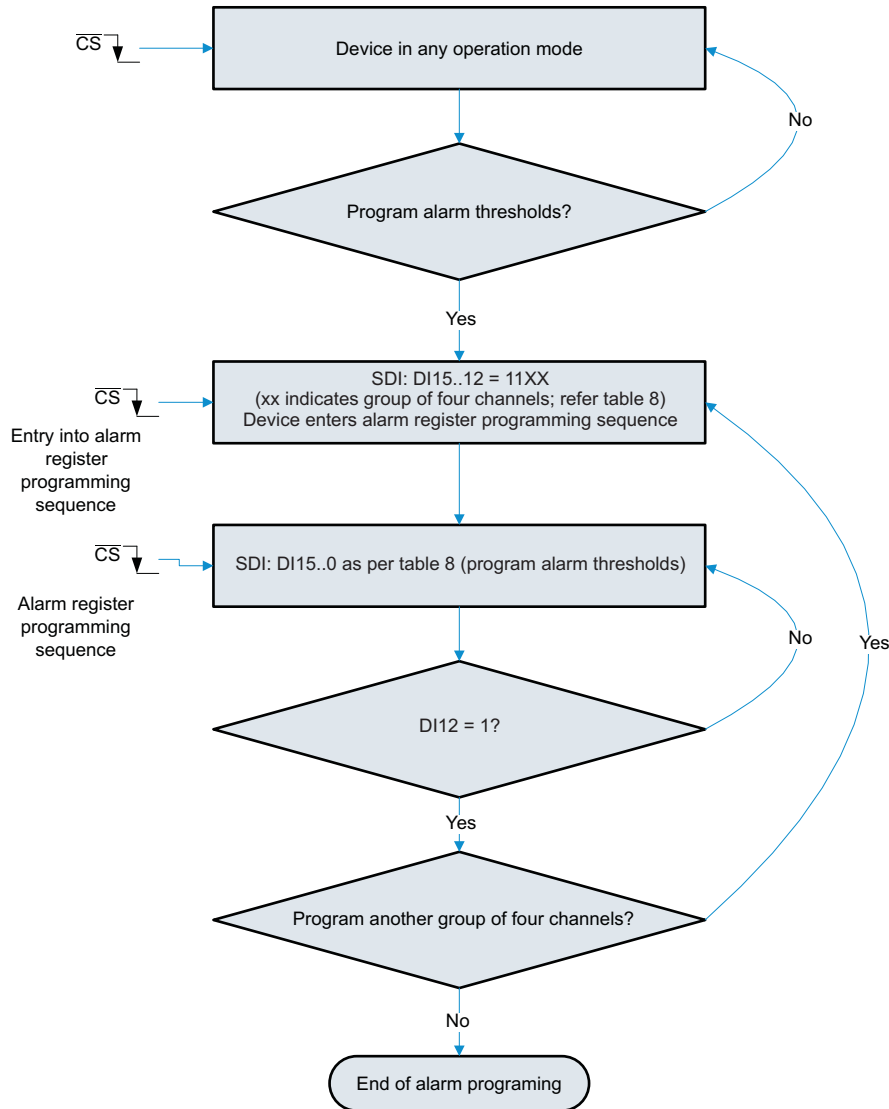 CS
Device in any operation mode
No
Program alarm thresholds?
Yes
SDI: DI15..12 = 11XX
(xx indicates group of four channels; refer table 8)
Device enters alarm register programming sequence
CS
Entry into alarm
register
programming
sequence
CS
SDI: DI15..0 as per table 8 (program alarm thresholds)
Alarm register
programming
sequence
No
Yes
DI12 = 1?
Yes
Program another group of four channels?
No
End of alarm programing